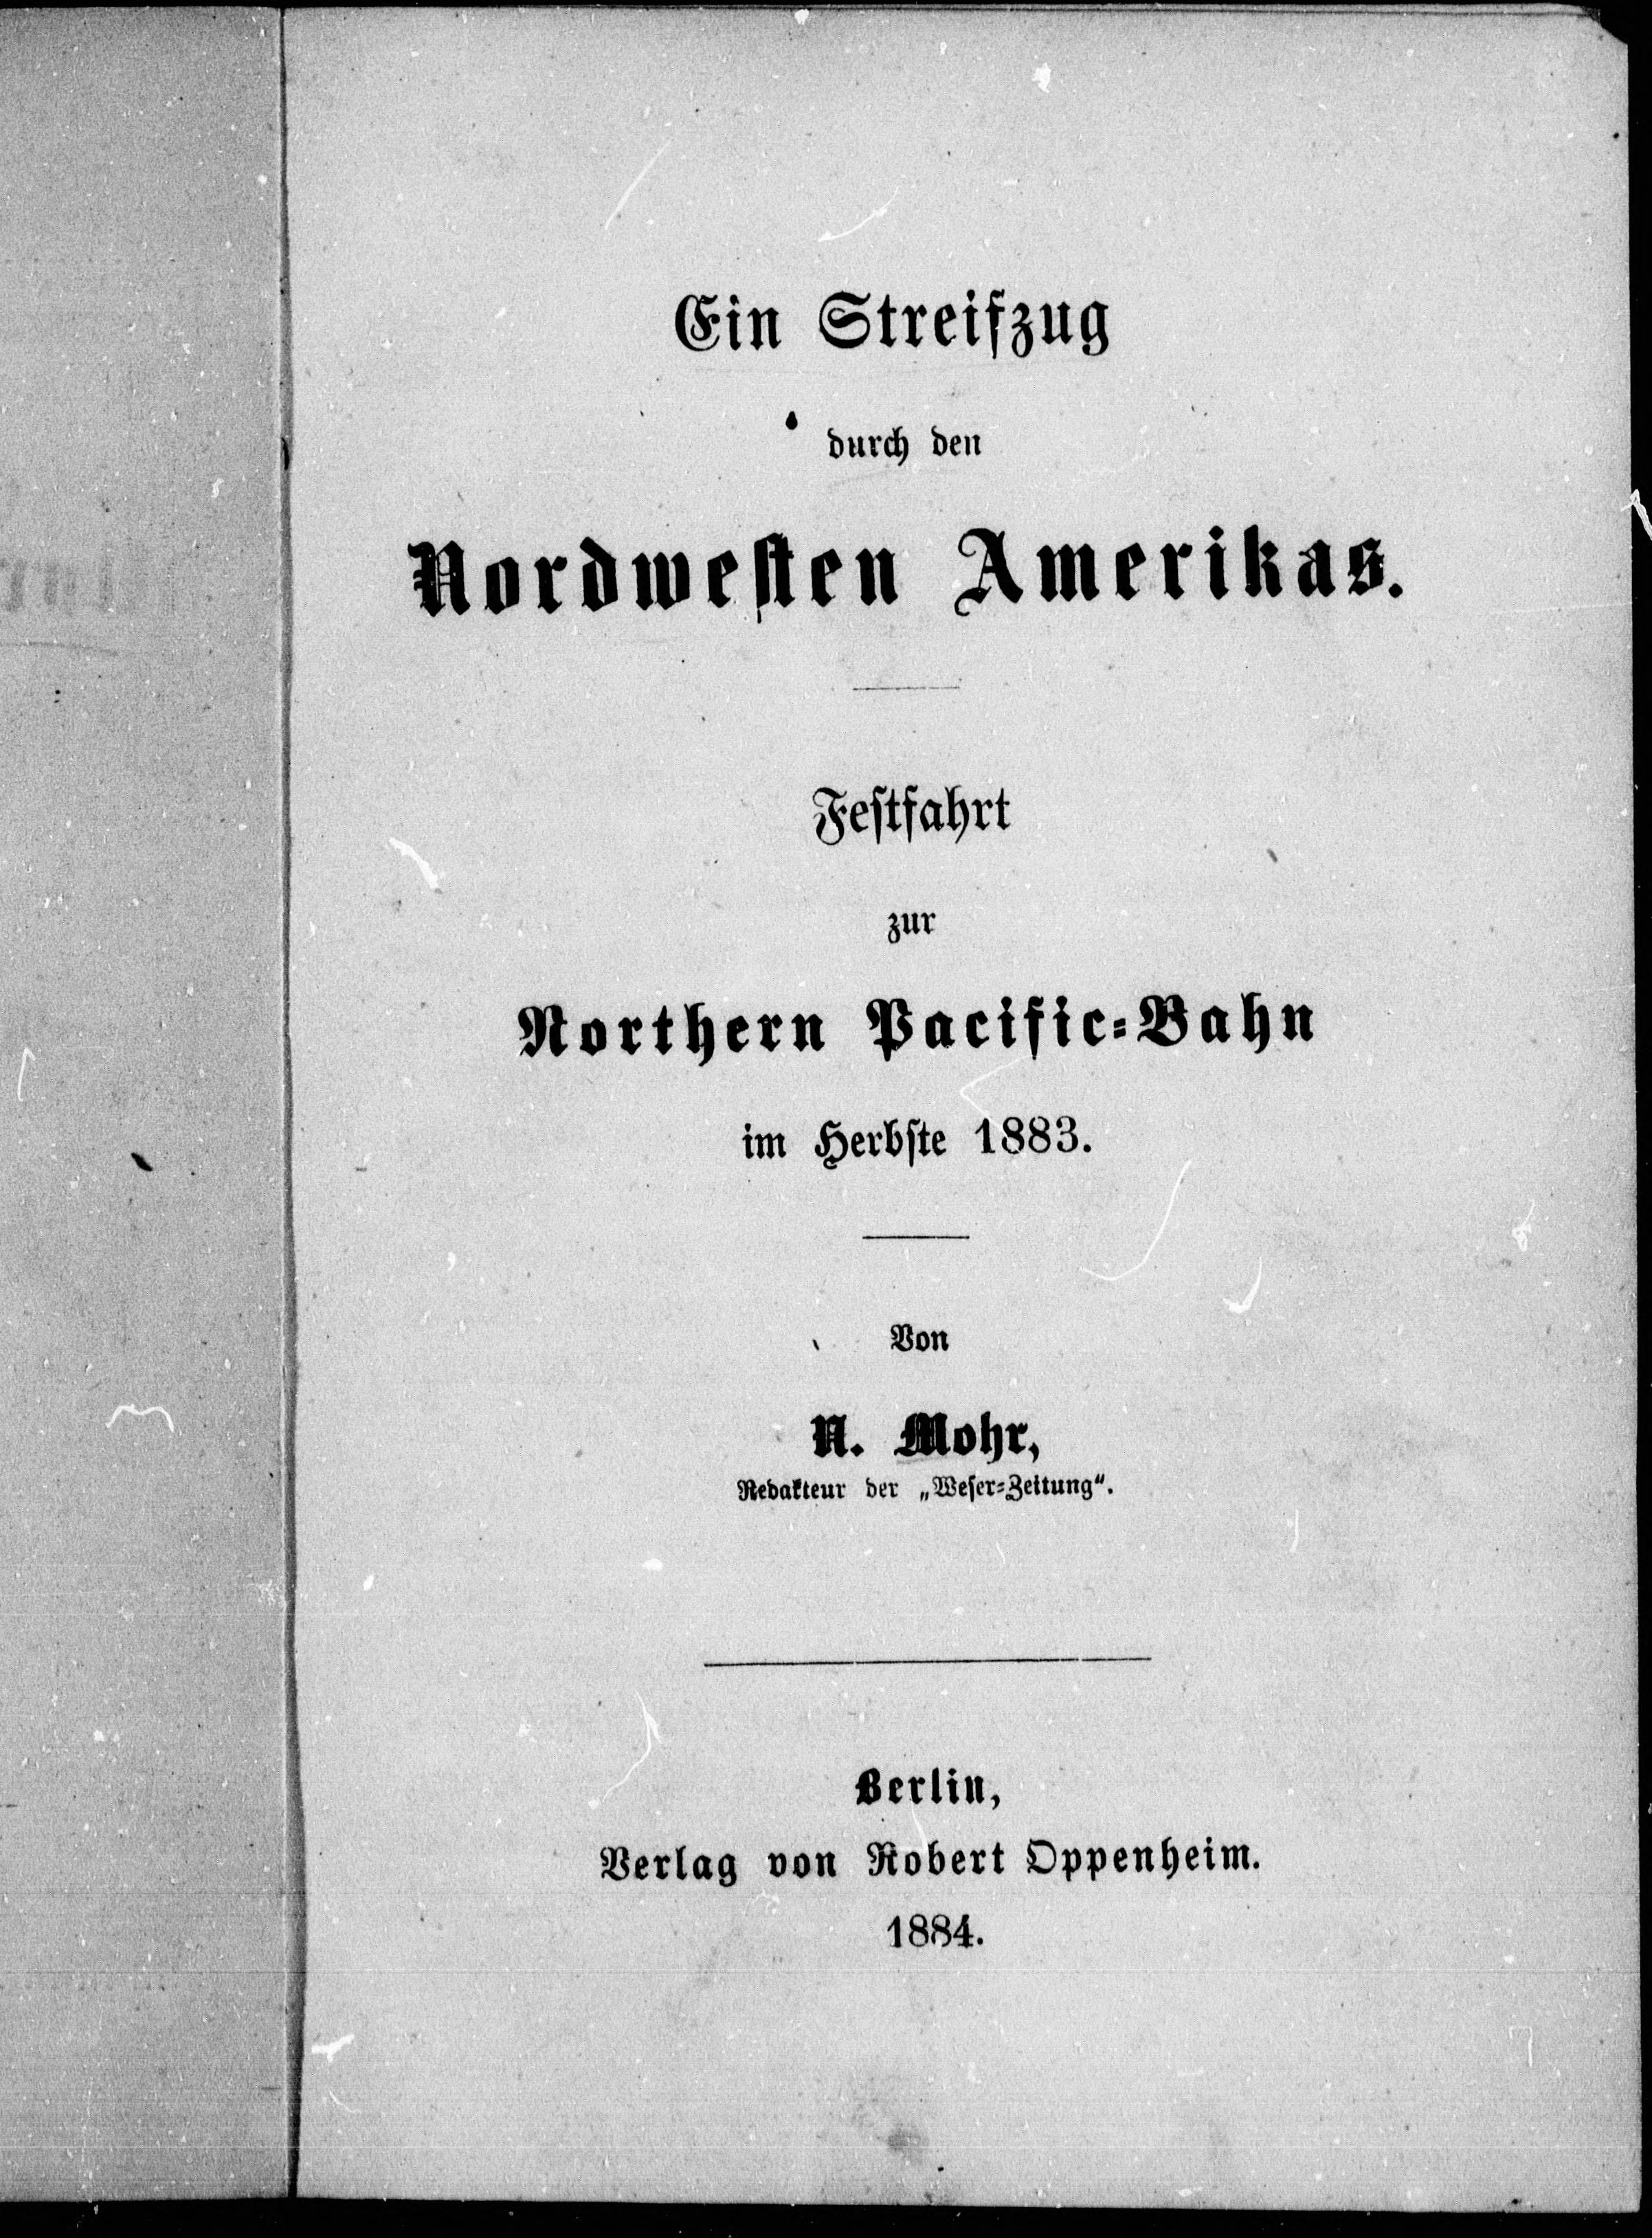 Ein Streifzug
durch den
Nordwesten Amerikas.
Festfahrt
zur
Northern Pacific-Bahn
im Herbste 1883.
Von
N. Mohr,
Redakteur der „Weser-Zeitung“.
Berlin,
Verlag von Robert Oppenheim.
1884.